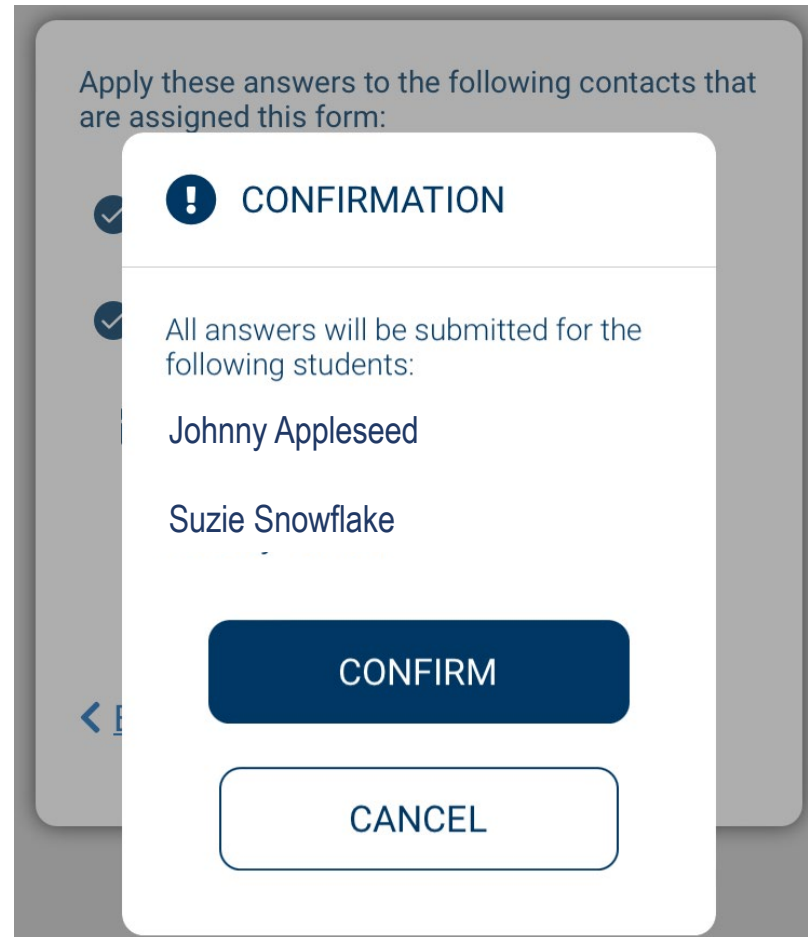 Apply these answers to the following contacts that
are assigned this form:
CONFIRMATION
All answers will be submitted for the
following students:
Johnny Appleseed
Suzie Snowflake
CONFIRM
CANCEL